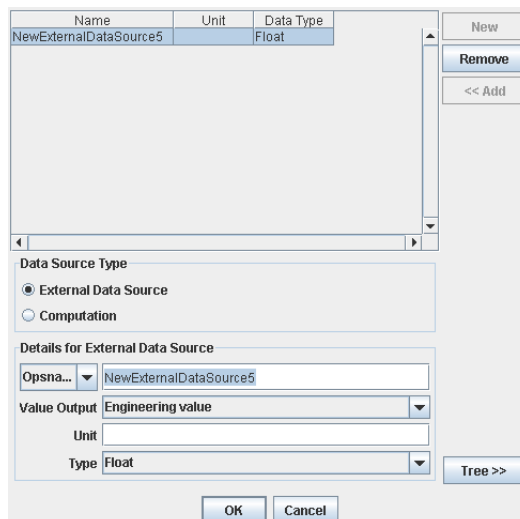 Name Unit Data Type
NewExternalDataSource5 Float
New
Remove
<< Add
Data Source Type
External Data Source
Computation
Details for External Data Source
Opsna... NewExternalDataSource5
Value Output Engineering value
Unit
Type Float
Tree >>
OK Cancel